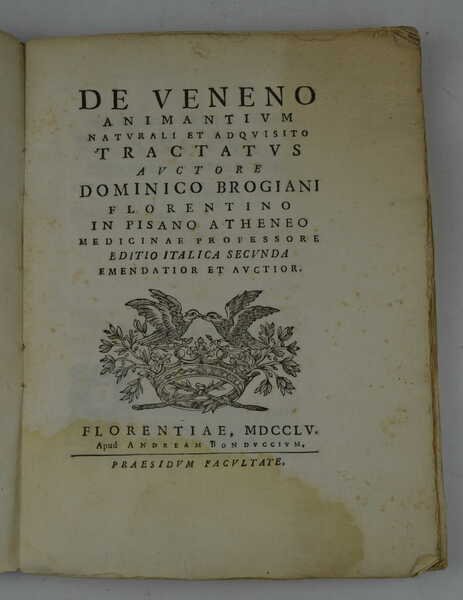 DE VENENO
ANIMANTIVM
NATVRALI ET ADQVISITO
TRACTATVS
AVCTORE
DOMINICO BROGIANI
FLORENTINO
IN PISANO ATHENEO
MEDICINAE PROFESSORE
EDITIO ITALICA SECVNDA
EMENDATIOR ET AVCTIOR.
FLORENTIAE, MDCCLV.
Apud ANDREAM BONDVCCIVM,
PRAESIDVM FACVLTATE.